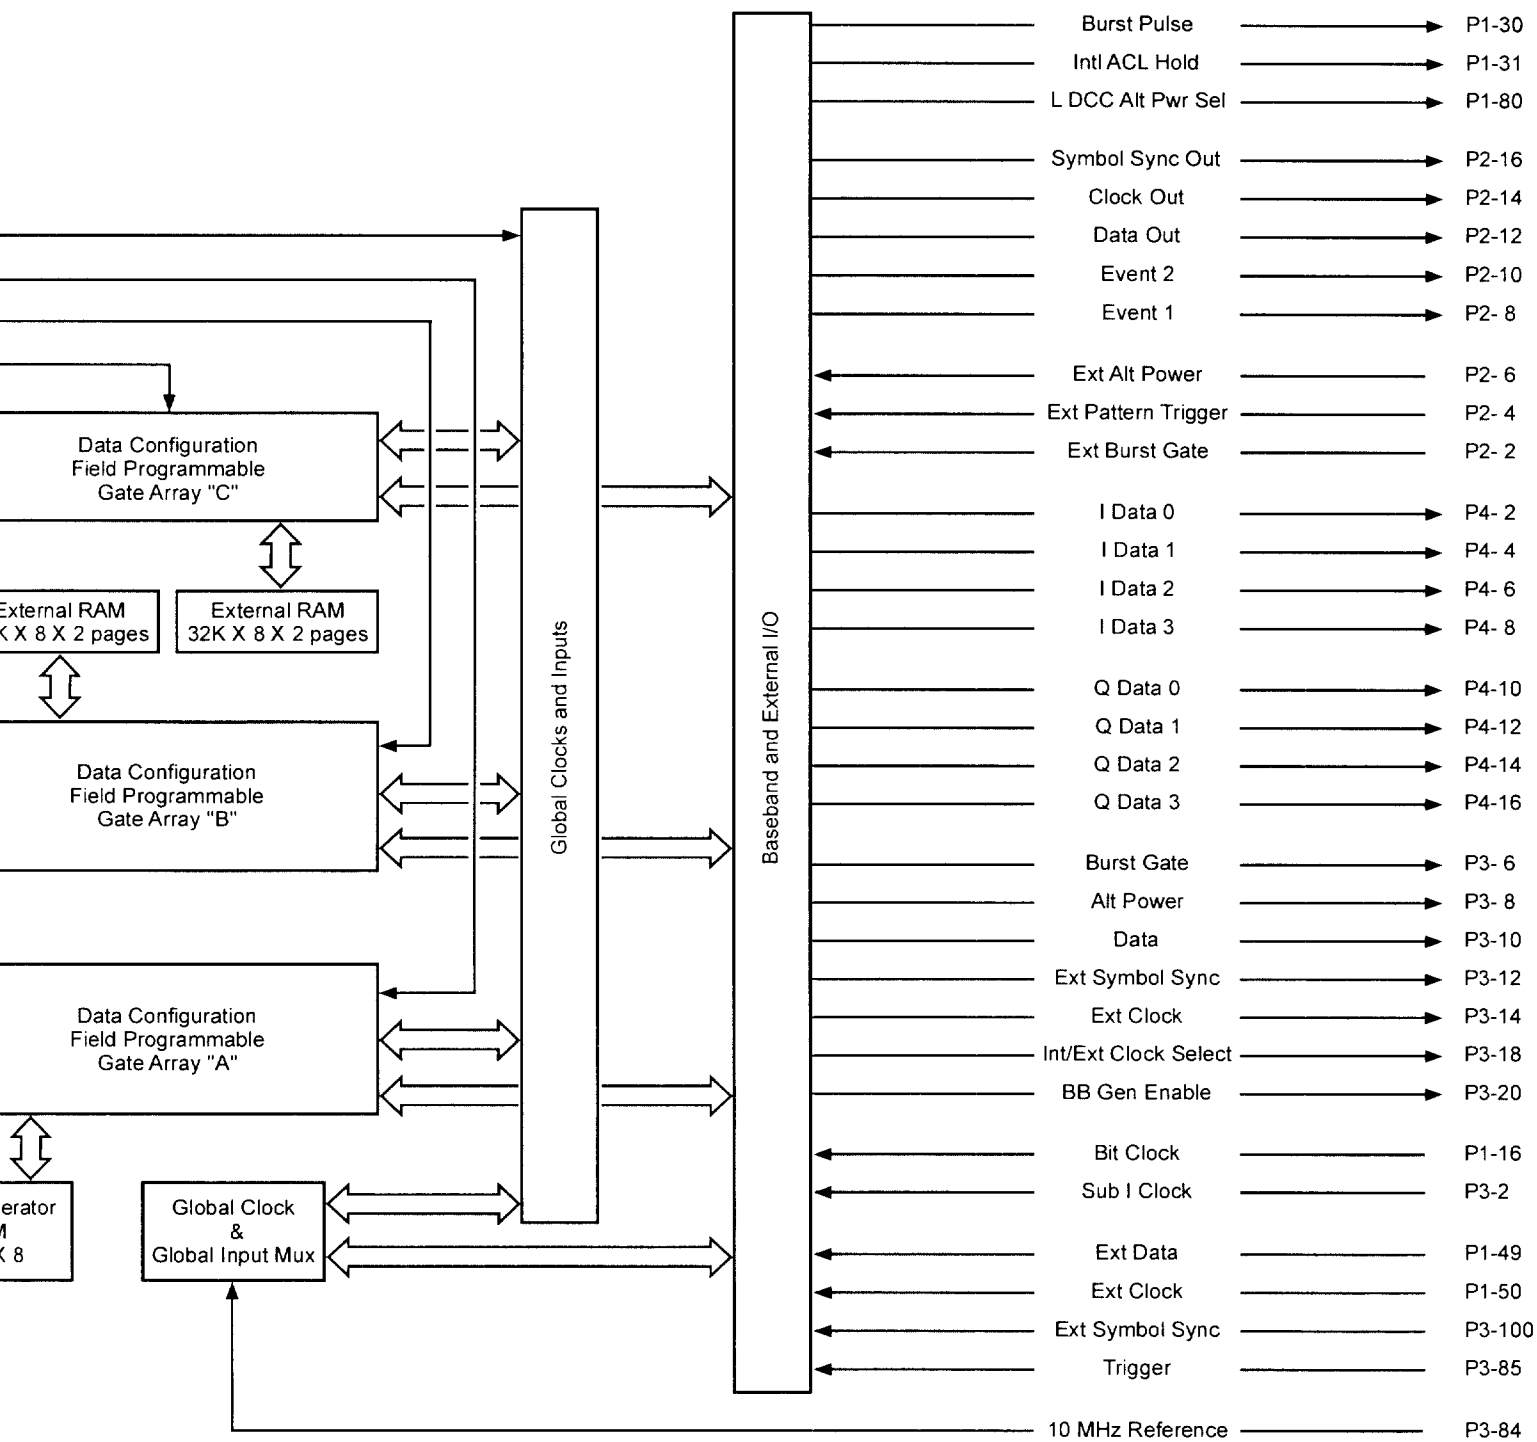 Burst Pulse P1-30
Intl ACL Hold P1-31
L DCC Alt Pwr Sel P1-80
Symbol Sync Out P2-16
Clock Out P2-14
Data Out P2-12
Event 2 P2-10
Event 1 P2- 8
Ext Alt Power P2- 6
Ext Pattern Trigger P2- 4
Ext Burst Gate P2- 2
I Data 0 P4- 2
I Data 1 P4- 4
I Data 2 P4- 6
I Data 3 P4- 8
Q Data 0 P4-10
Q Data 1 P4-12
Q Data 2 P4-14
Q Data 3 P4-16
Burst Gate P3- 6
Alt Power P3- 8
Data P3-10
Ext Symbol Sync P3-12
Ext Clock P3-14
Int/Ext Clock Select P3-18
BB Gen Enable P3-20
Bit Clock P1-16
Sub I Clock P3-2
Ext Data P1-49
Ext Clock P1-50
Ext Symbol Sync P3-100
Trigger P3-85
10 MHz Reference P3-84
Baseband and External I/O
Global Clocks and Inputs
Data Configuration
Field Programmable
Gate Array "C"
External RAM
K X 8 X 2 pages
External RAM
32K X 8 X 2 pages
Data Configuration
Field Programmable
Gate Array "B"
Data Configuration
Field Programmable
Gate Array "A"
erator
X 8
Global Clock
&
Global Input Mux